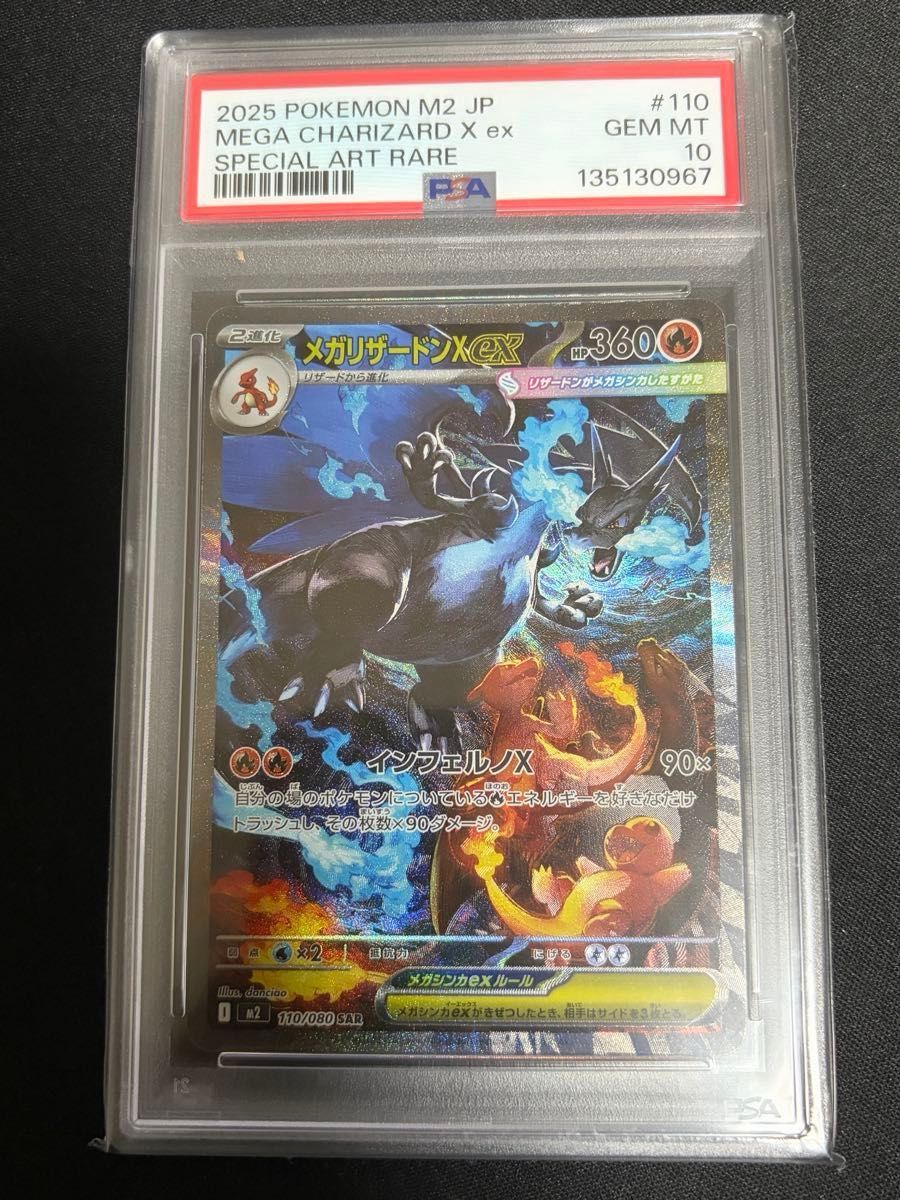 2025 POKEMON M2 JP #110
MEGA CHARIZARD X ex GEM MT
SPECIAL ART RARE 10
PSA 135130967
2進化
メガリザードンXex HP360
リザードから進化
リザードンがメガシンカしたすがた
インフェルノX 90×
自分の場のポケモンについているエネルギーを好きなだけ
トラッシュし、その枚数×90ダメージ。
弱点 ×2 抵抗力 にげる
メガシンカexルール
メガシンカexがきぜつしたとき、相手はサイドを3枚とる。
Illus. danciao
M2 110/080 SAR
PSA